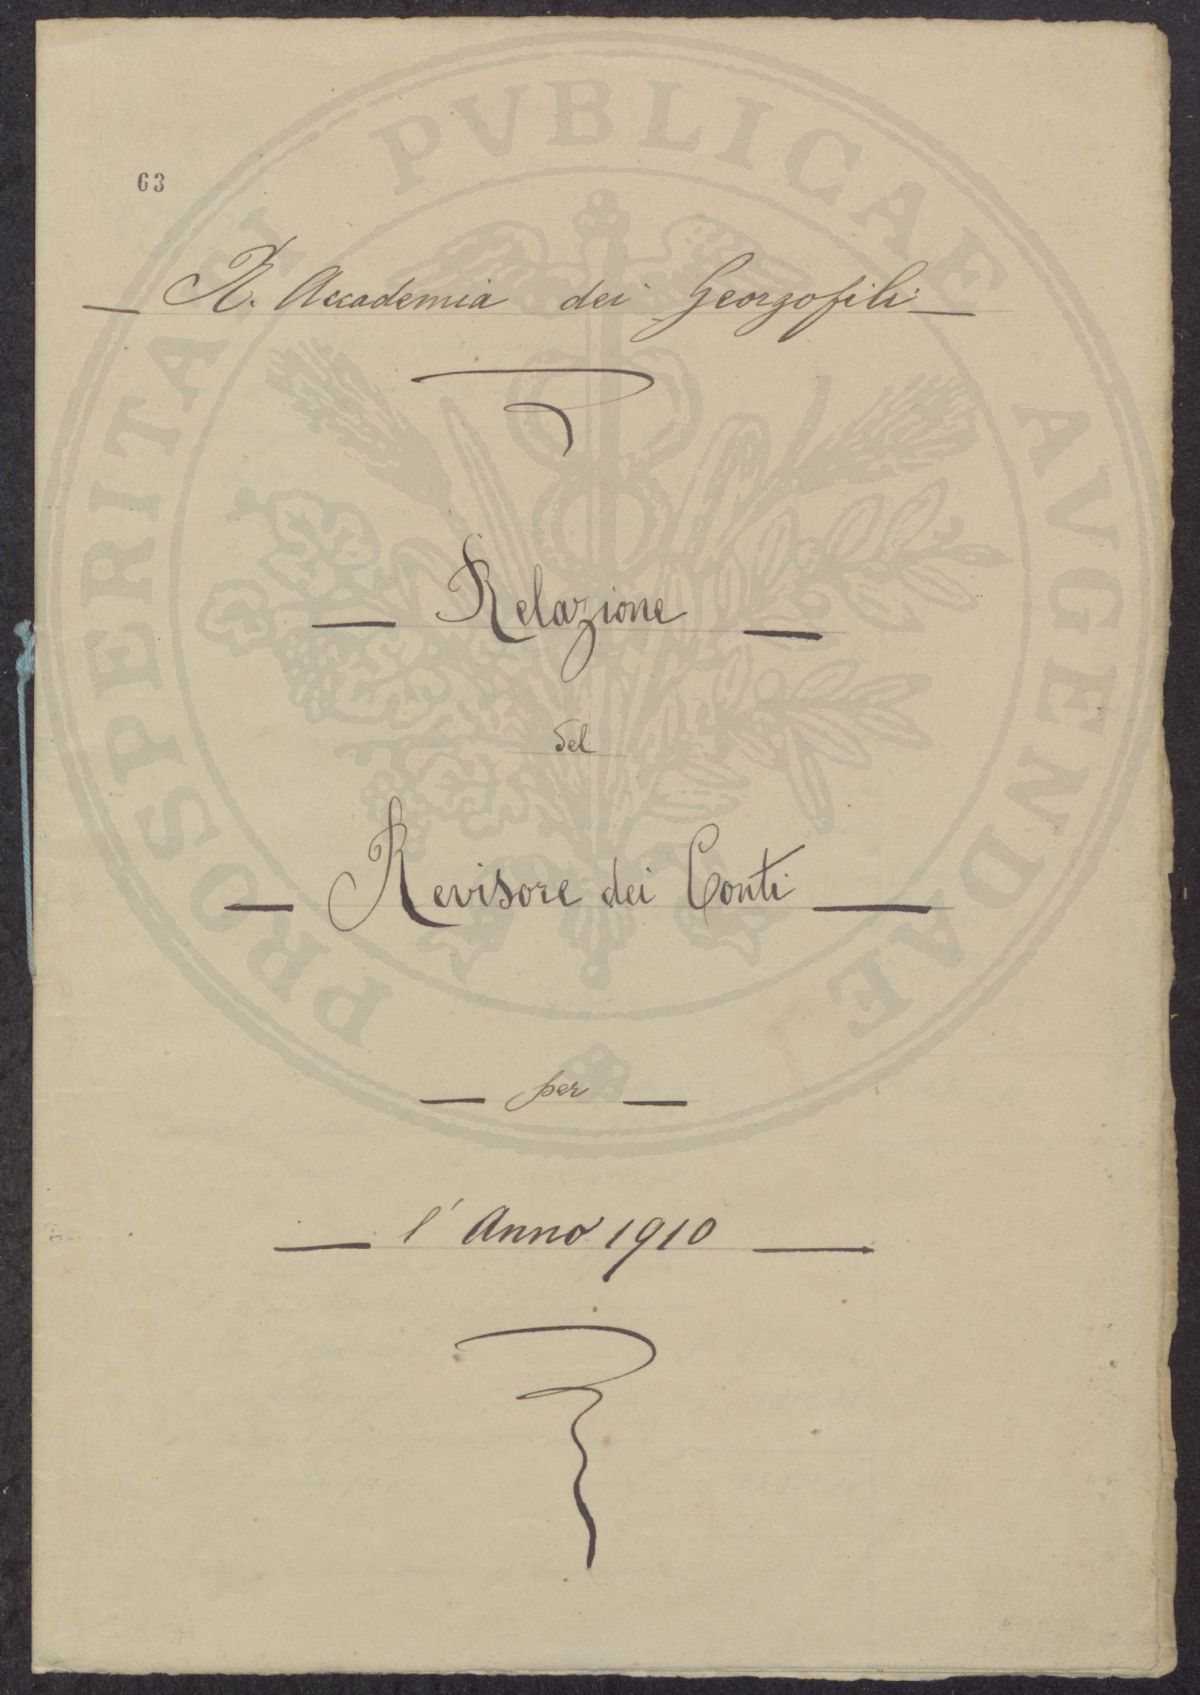 63
R. Accademia dei Georgofili
Relazione
del
Revisore dei Conti
per
l'Anno 1910
PROSPERITATI PVBLICAE AVGENDAE